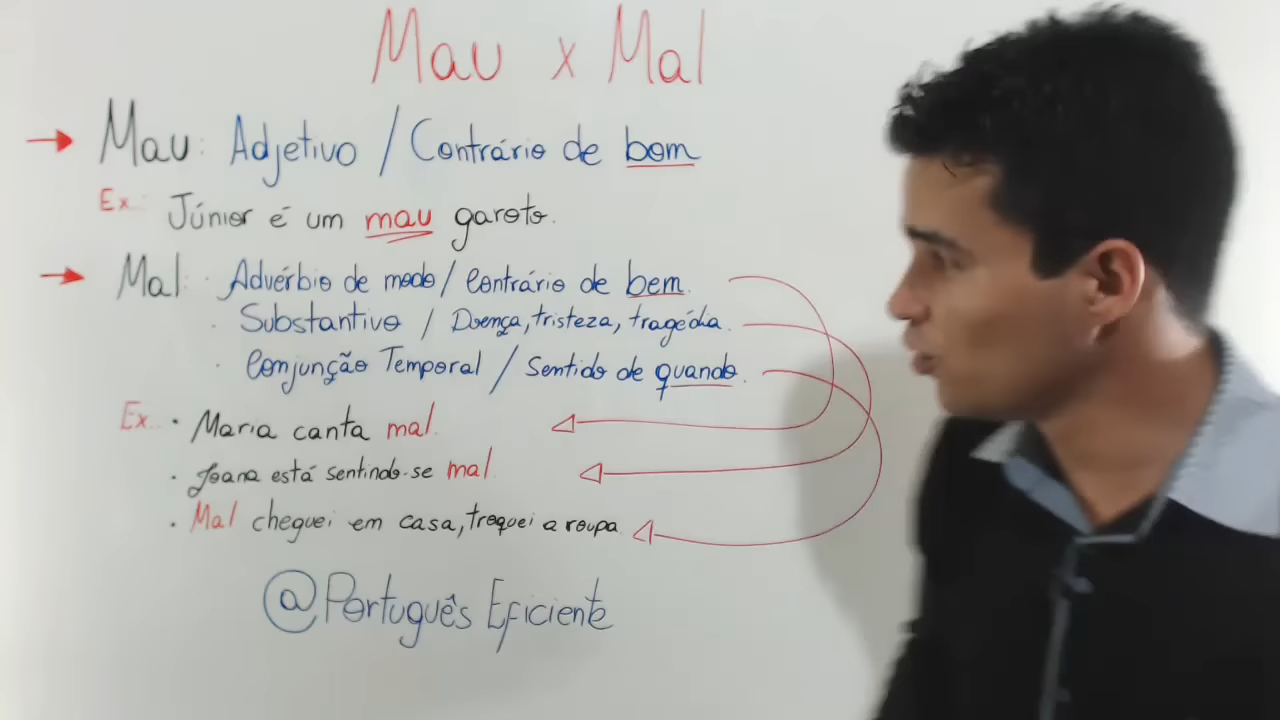 Mau x Mal
→ Mau: Adjetivo / Contrário de bom
Ex.: Júnior é um mau garoto.
→ Mal: · Advérbio de modo / Contrário de bem.
· Substantivo / Doença, tristeza, tragédia.
· Conjunção Temporal / Sentido de quando.
Ex.: · Maria canta mal.
· Joana está sentindo-se mal.
· Mal cheguei em casa, troquei a roupa.
@Português Eficiente